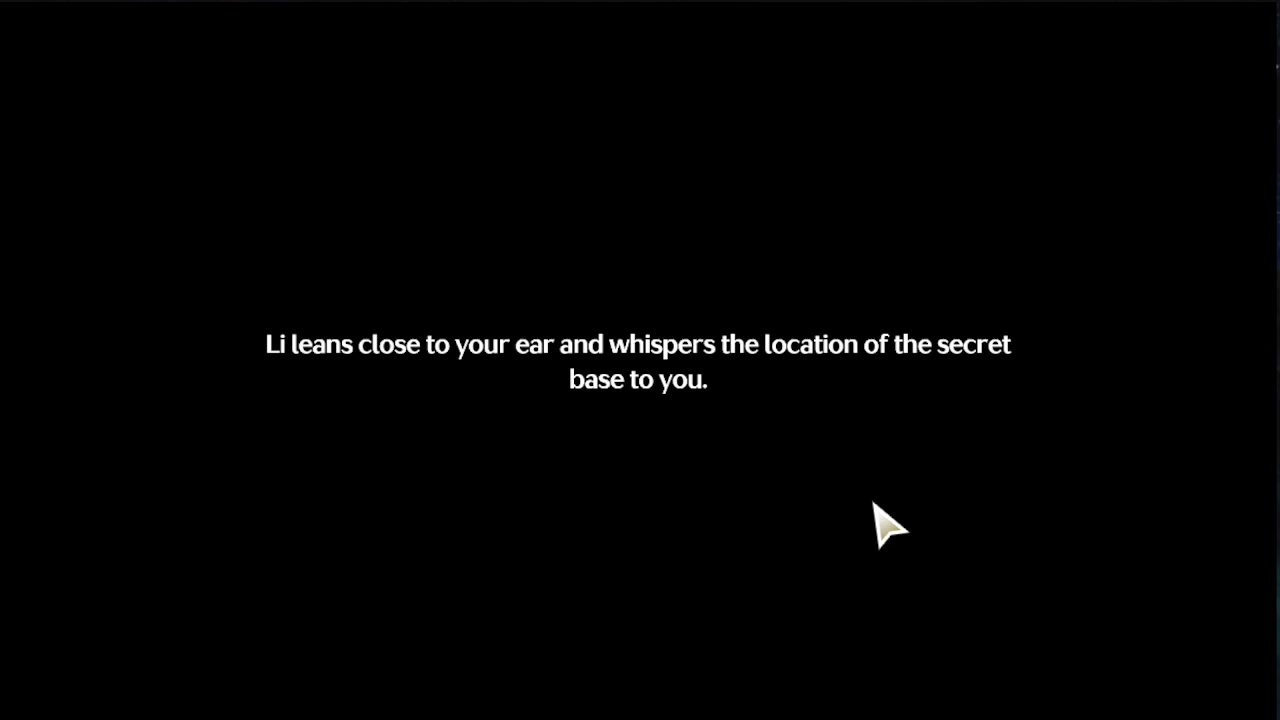 Li leans close to your ear and whispers the location of the secret
base to you.